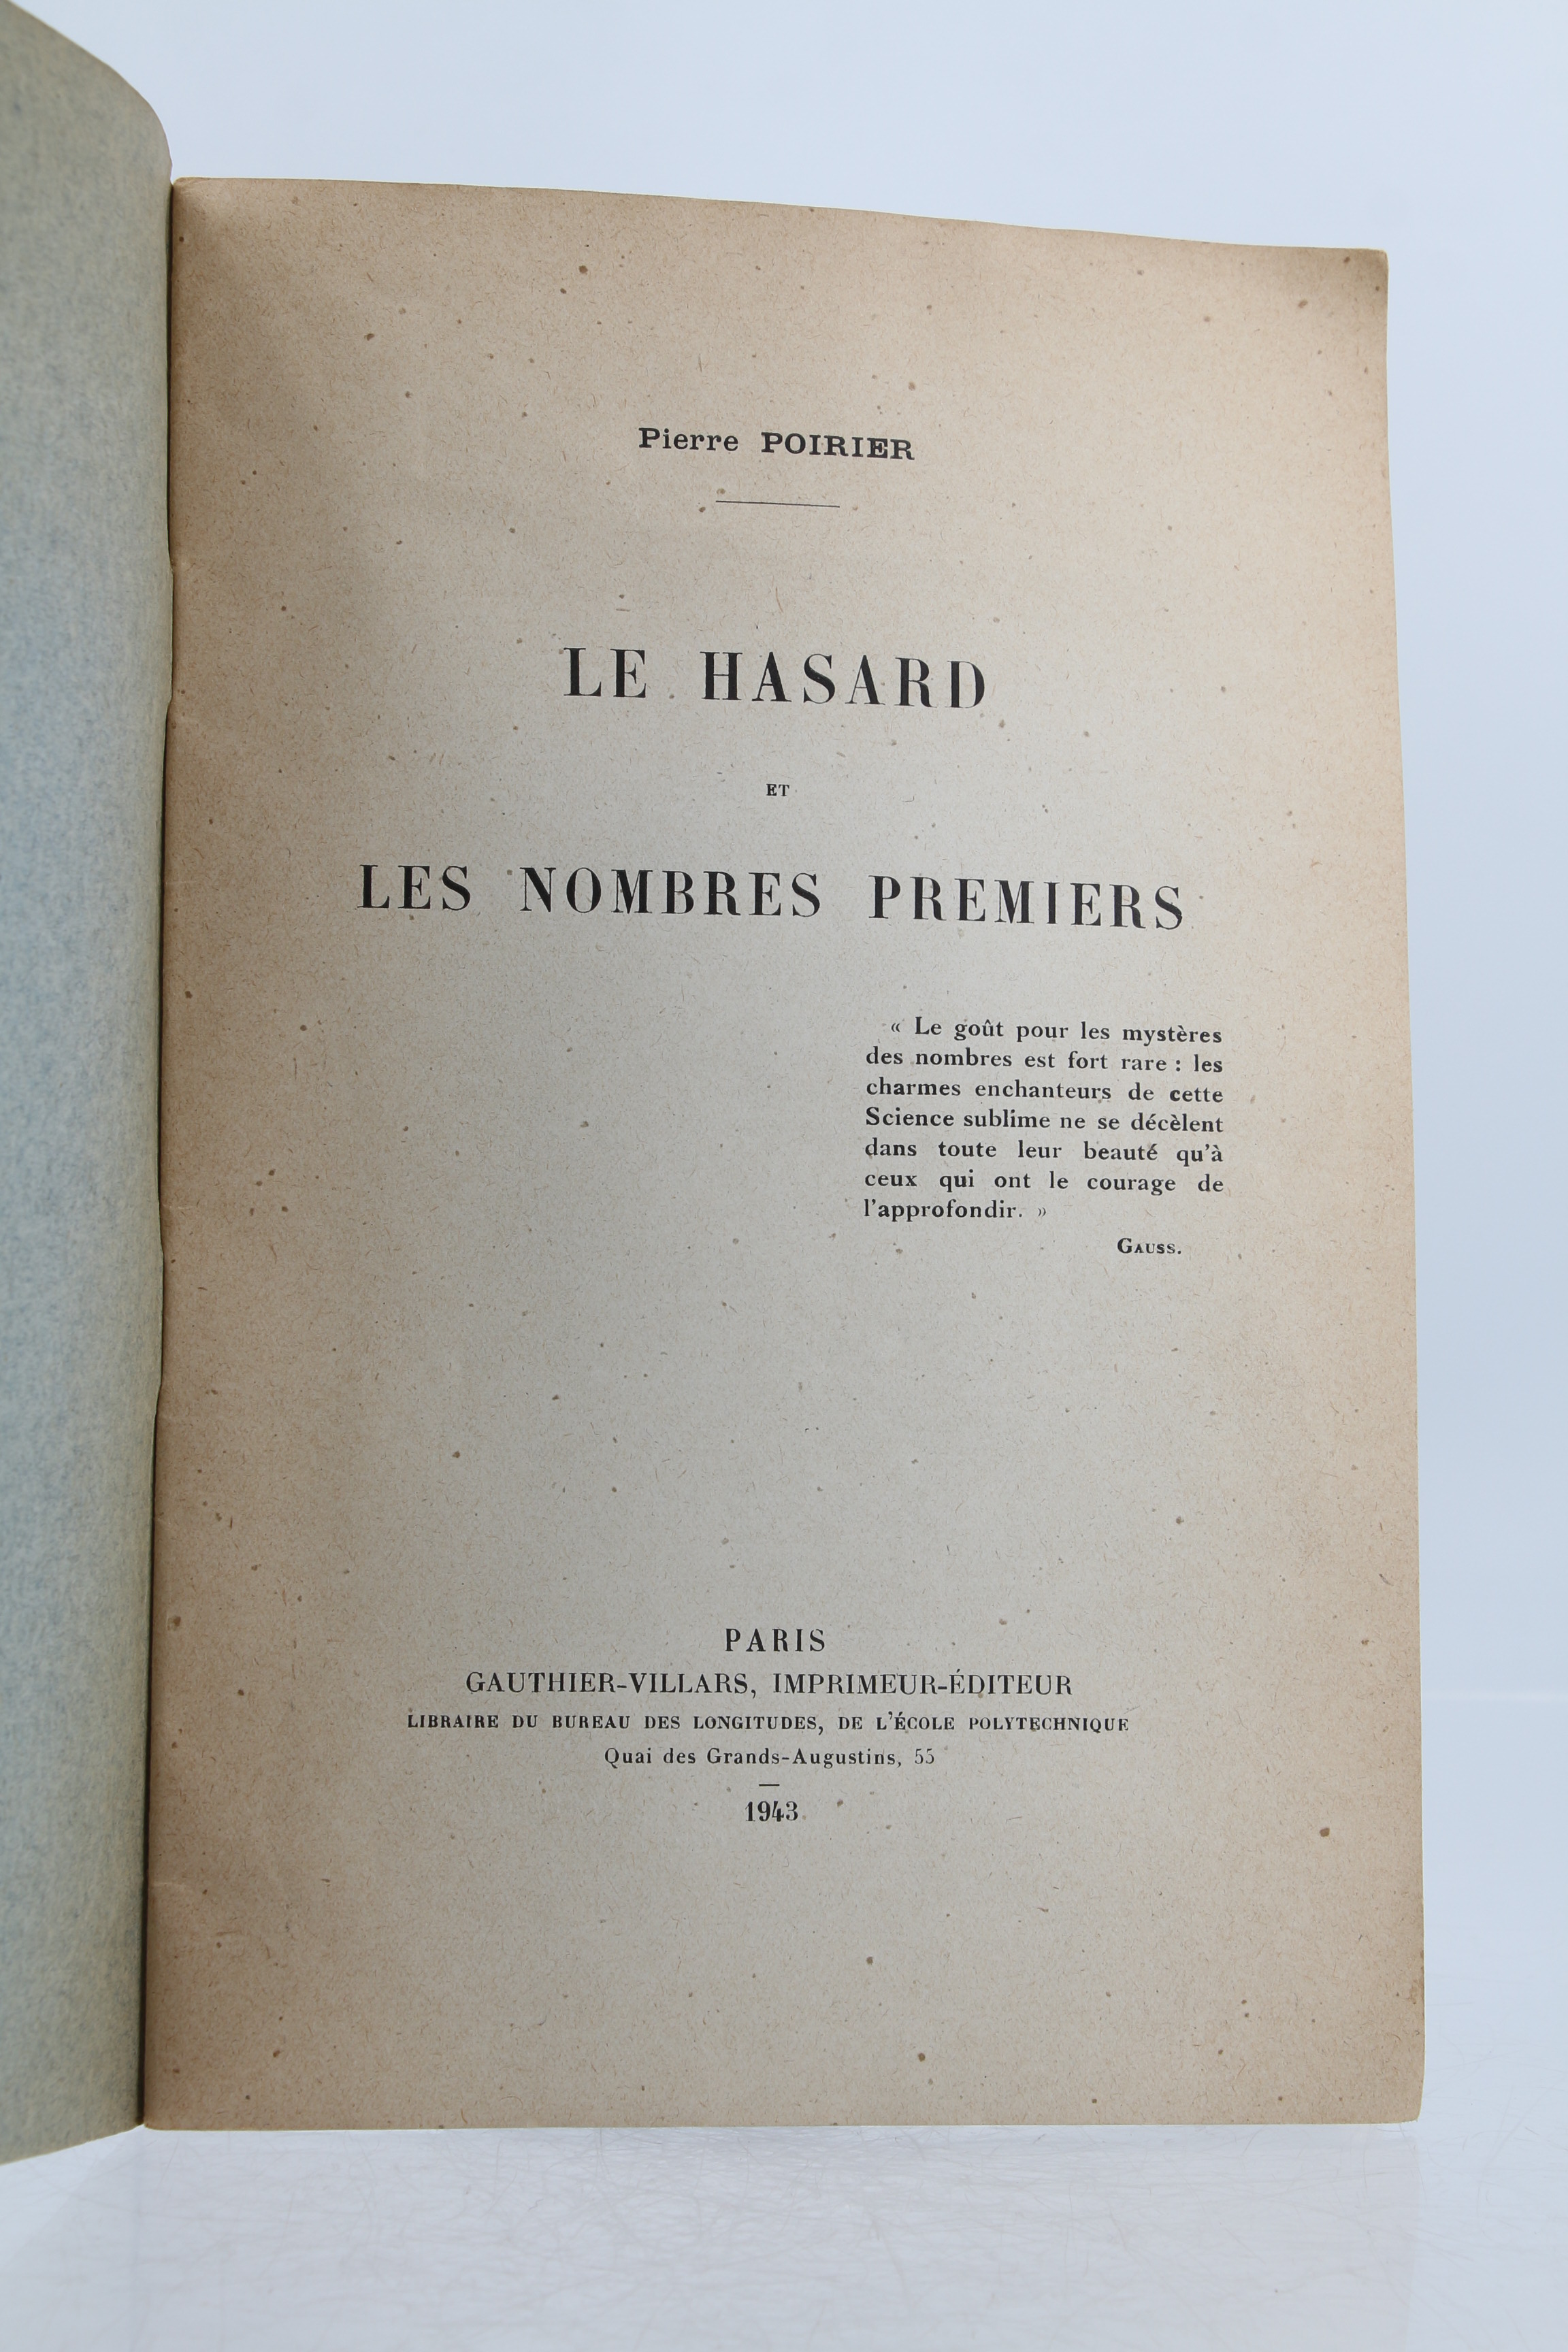 Pierre POIRIER
LE HASARD
ET
LES NOMBRES PREMIERS
« Le goût pour les mystères
des nombres est fort rare : les
charmes enchanteurs de cette
Science sublime ne se décèlent
dans toute leur beauté qu'à
ceux qui ont le courage de
l'approfondir. »
GAUSS.
PARIS
GAUTHIER-VILLARS, IMPRIMEUR-ÉDITEUR
LIBRAIRE DU BUREAU DES LONGITUDES, DE L'ÉCOLE POLYTECHNIQUE
Quai des Grands-Augustins, 55
1943